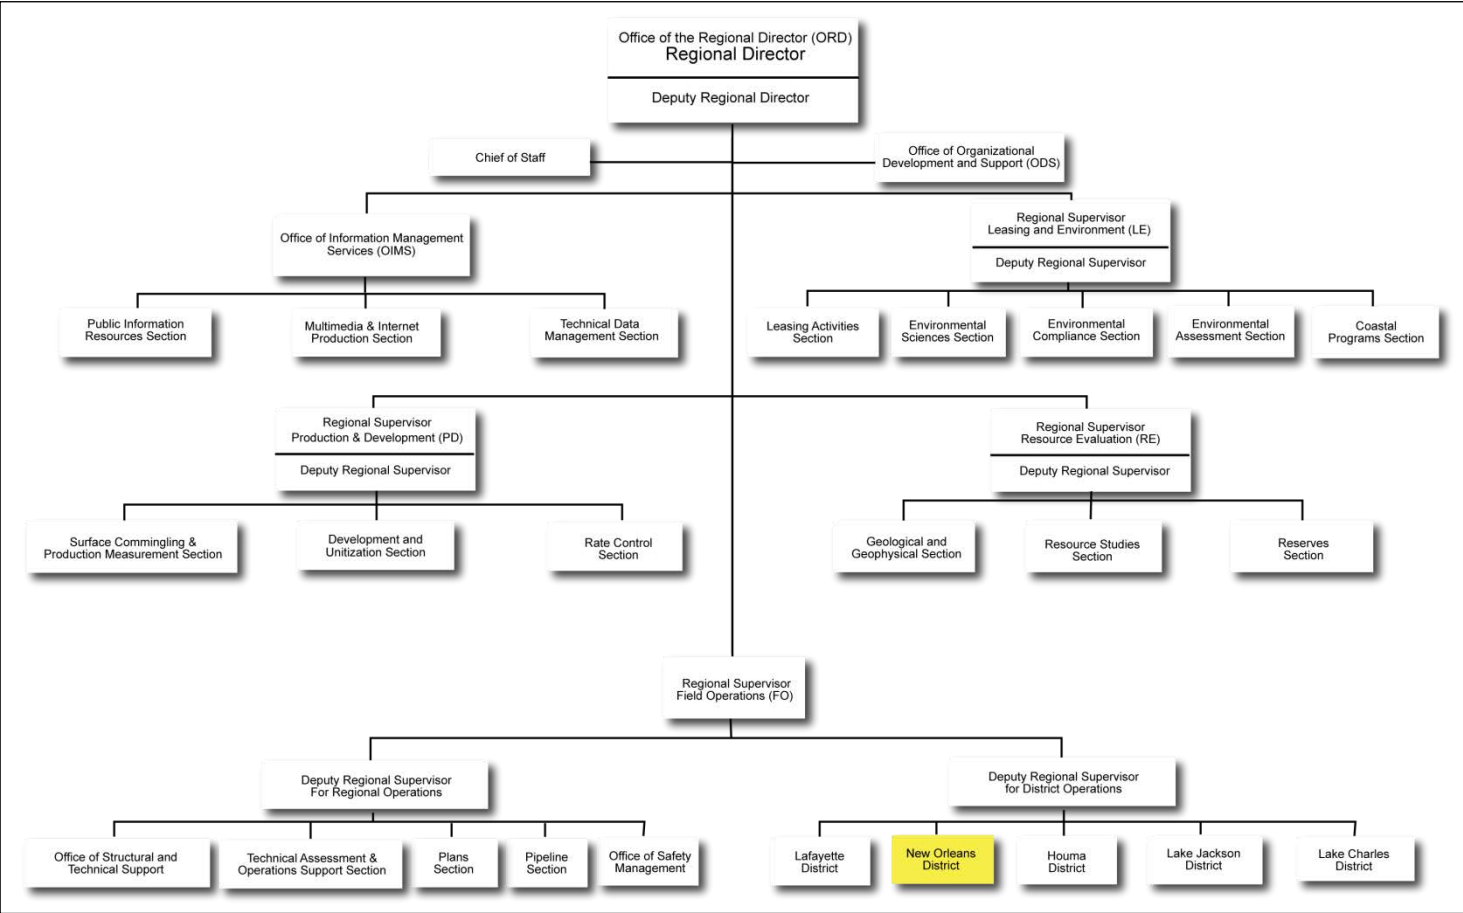 Office of the Regional Director (ORD)
Regional Director
Deputy Regional Director
Chief of Staff
Office of Organizational
Development and Support (ODS)
Office of Information Management
Services (OIMS)
Regional Supervisor
Leasing and Environment (LE)
Deputy Regional Supervisor
Public Information
Resources Section
Multimedia & Internet
Production Section
Technical Data
Management Section
Leasing Activities
Section
Environmental
Sciences Section
Environmental
Compliance Section
Environmental
Assessment Section
Coastal
Programs Section
Regional Supervisor
Production & Development (PD)
Deputy Regional Supervisor
Regional Supervisor
Resource Evaluation (RE)
Deputy Regional Supervisor
Surface Commingling &
Production Measurement Section
Development and
Unitization Section
Rate Control
Section
Geological and
Geophysical Section
Resource Studies
Section
Reserves
Section
Regional Supervisor
Field Operations (FO)
Deputy Regional Supervisor
For Regional Operations
Deputy Regional Supervisor
for District Operations
Office of Structural and
Technical Support
Technical Assessment &
Operations Support Section
Plans
Section
Pipeline
Section
Office of Safety
Management
Lafayette
District
New Orleans
District
Houma
District
Lake Jackson
District
Lake Charles
District